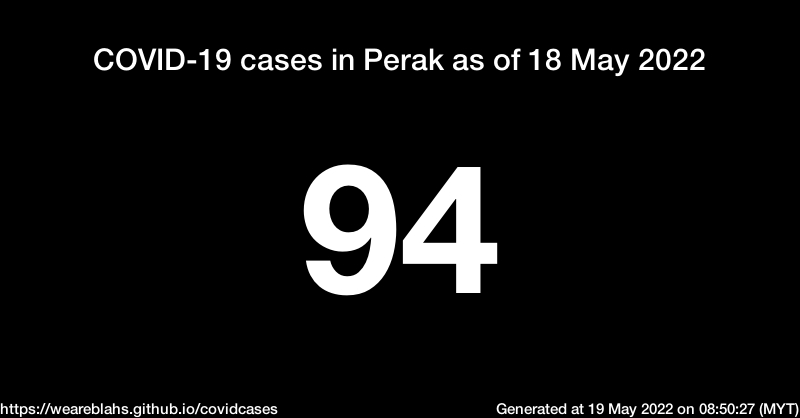 COVID-19 cases in Perak as of 18 May 2022
94
https://weareblahs.github.io/covidcases
Generated at 19 May 2022 on 08:50:27 (MYT)